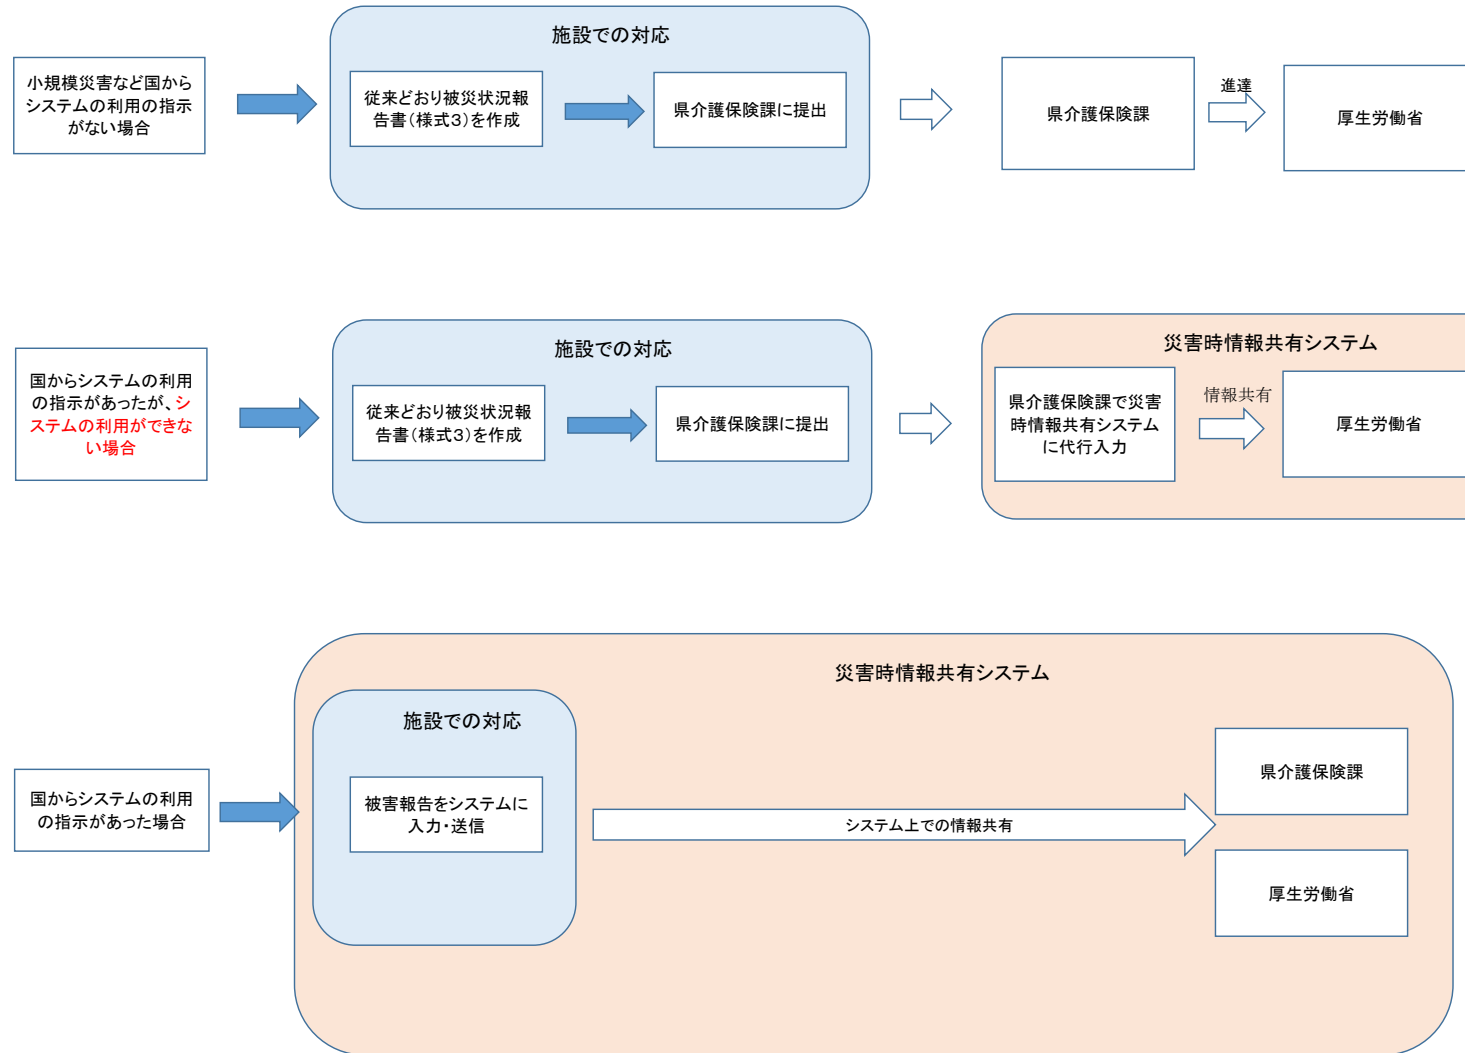 施設での対応
小規模災害など国から
システムの利用の指示
がない場合
従来どおり被災状況報
告書(様式3)を作成
県介護保険課に提出
県介護保険課
進達
厚生労働省
国からシステムの利用
の指示があったが、シ
ステムの利用ができな
い場合
施設での対応
従来どおり被災状況報
告書(様式3)を作成
県介護保険課に提出
災害時情報共有システム
県介護保険課で災害
時情報共有システム
に代行入力
情報共有
厚生労働省
災害時情報共有システム
国からシステムの利用
の指示があった場合
施設での対応
被害報告をシステムに
入力・送信
システム上での情報共有
県介護保険課
厚生労働省